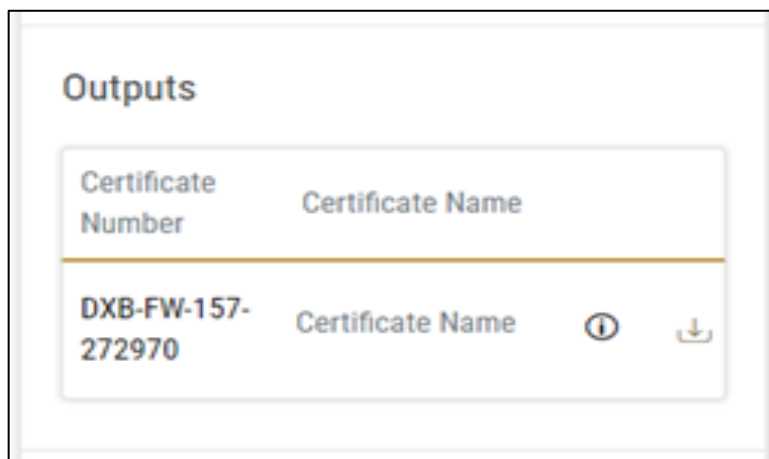 Outputs
Certificate
Number
Certificate Name
DXB-FW-157-
272970
Certificate Name